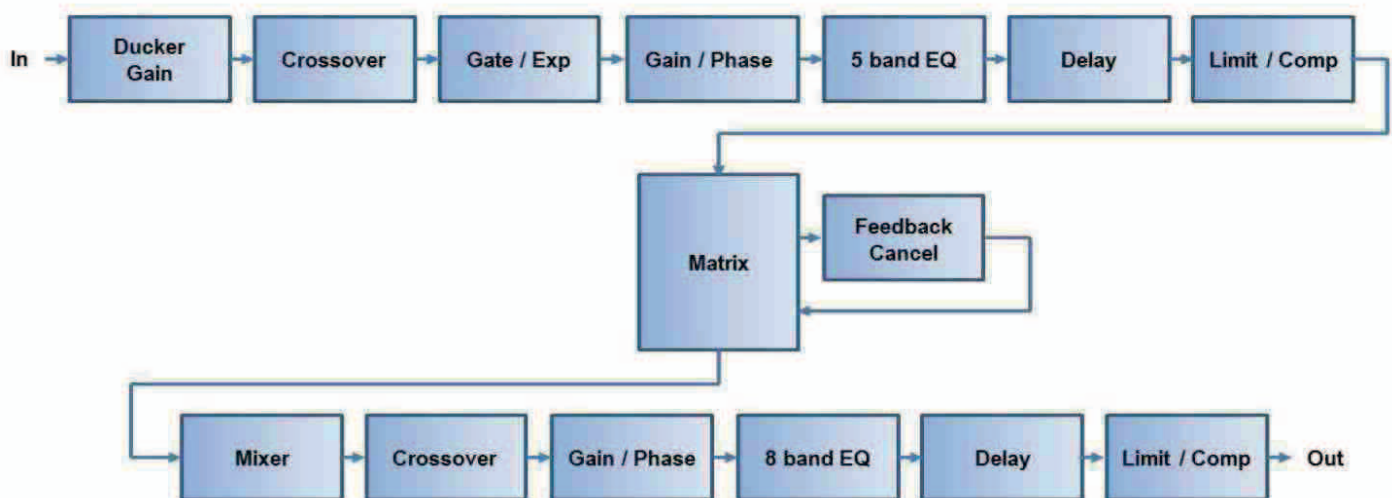 In
Ducker
Gain
Crossover
Gate / Exp
Gain / Phase
5 band EQ
Delay
Limit / Comp
Matrix
Feedback
Cancel
Mixer
Crossover
Gain / Phase
8 band EQ
Delay
Limit / Comp
Out